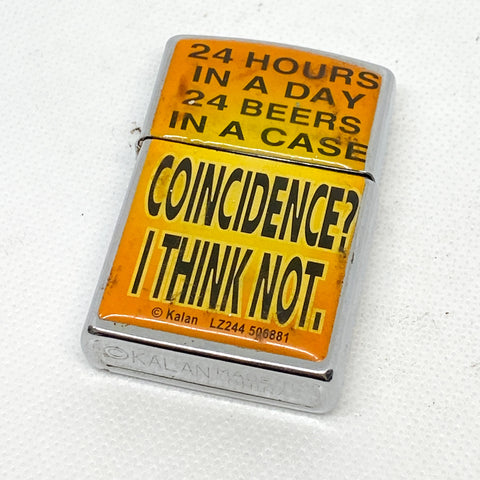 24 HOURS
IN A DAY
24 BEERS
IN A CASE
COINCIDENCE?
I THINK NOT.
© Kalan LZ244 506881
©KALAN